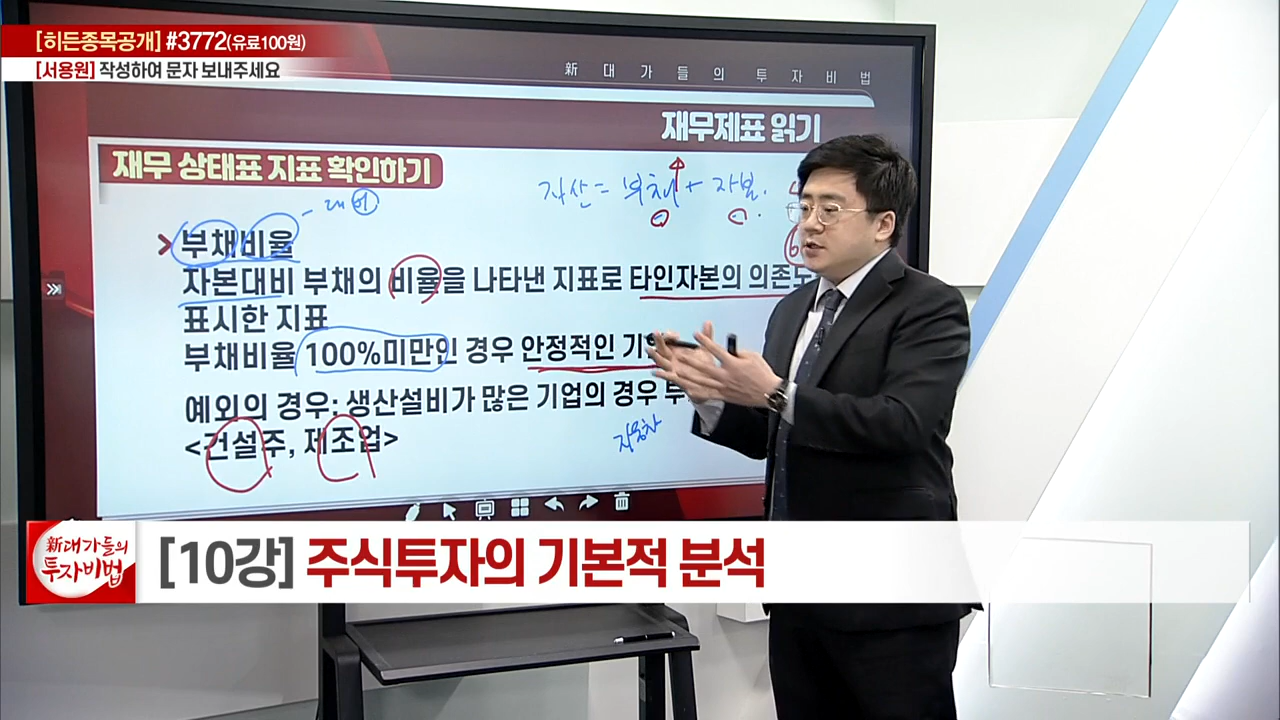 [히든종목공개] #3772(유료100원)
[서용원] 작성하여 문자 보내주세요
新 대 가 들 의 투 자 비 법
재무제표 읽기
재무 상태표 지표 확인하기
자산 = 부채 + 자본.
대비
부채비율
자본대비 부채의 비율을 나타낸 지표로 타인자본의 의존도
표시한 지표
부채비율 100%미만인 경우 안정적인 기업
예외의 경우: 생산설비가 많은 기업의 경우 부
<건설주, 제조업>
자동차
新대가들의
투자비법
[10강] 주식투자의 기본적 분석